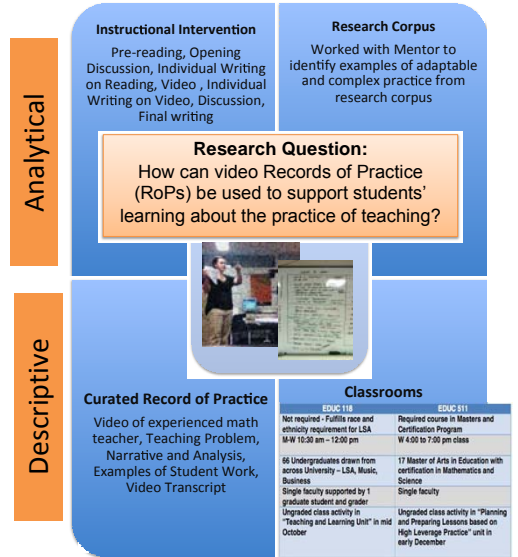 Analytical
Instructional Intervention
Pre-reading, Opening
Discussion, Individual Writing
on Reading, Video , Individual
Writing on Video, Discussion,
Final writing
Research Corpus
Worked with Mentor to
identify examples of adaptable
and complex practice from
research corpus
Research Question:
How can video Records of Practice
(RoPs) be used to support students'
learning about the practice of teaching?
Descriptive
Curated Record of Practice
Video of experienced math
teacher, Teaching Problem,
Narrative and Analysis,
Examples of Student Work,
Video Transcript
Classrooms
EDUC 118
EDUC 511
Not required - Fulfills race and
ethnicity requirement for LSA
Required course in Masters and
Certification Program
M-W 10:30 am – 12:00 pm
W 4:00 to 7:00 pm class
66 Undergraduates drawn from
across University – LSA, Music,
Business
17 Master of Arts in Education with
certification in Mathematics and
Science
Single faculty supported by 1
graduate student and grader
Single faculty
Ungraded class activity in
"Teaching and Learning Unit" in mid
October
Ungraded class activity in "Planning
and Preparing Lessons based on
High Leverage Practice" unit in
early December